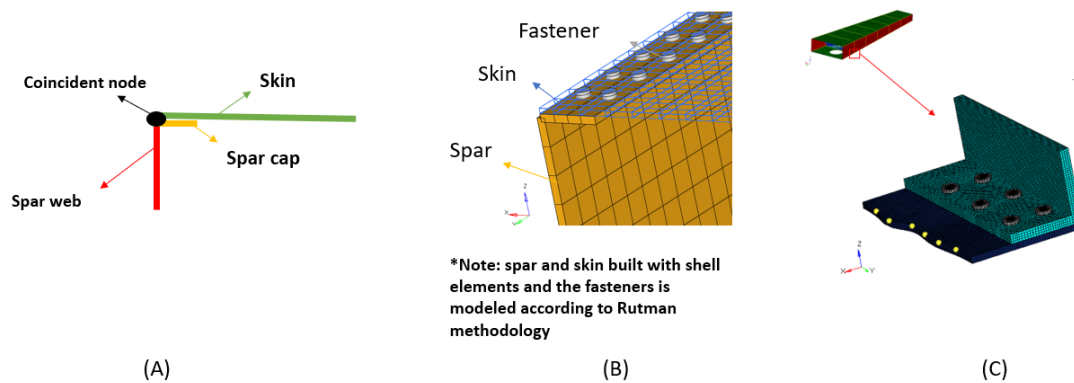 Coincident node
Skin
Spar cap
Spar web
(A)
Fastener
Skin
Spar
Z
X
Y
*Note: spar and skin built with shell
elements and the fasteners is
modeled according to Rutman
methodology
(B)
Z
X
Y
(C)